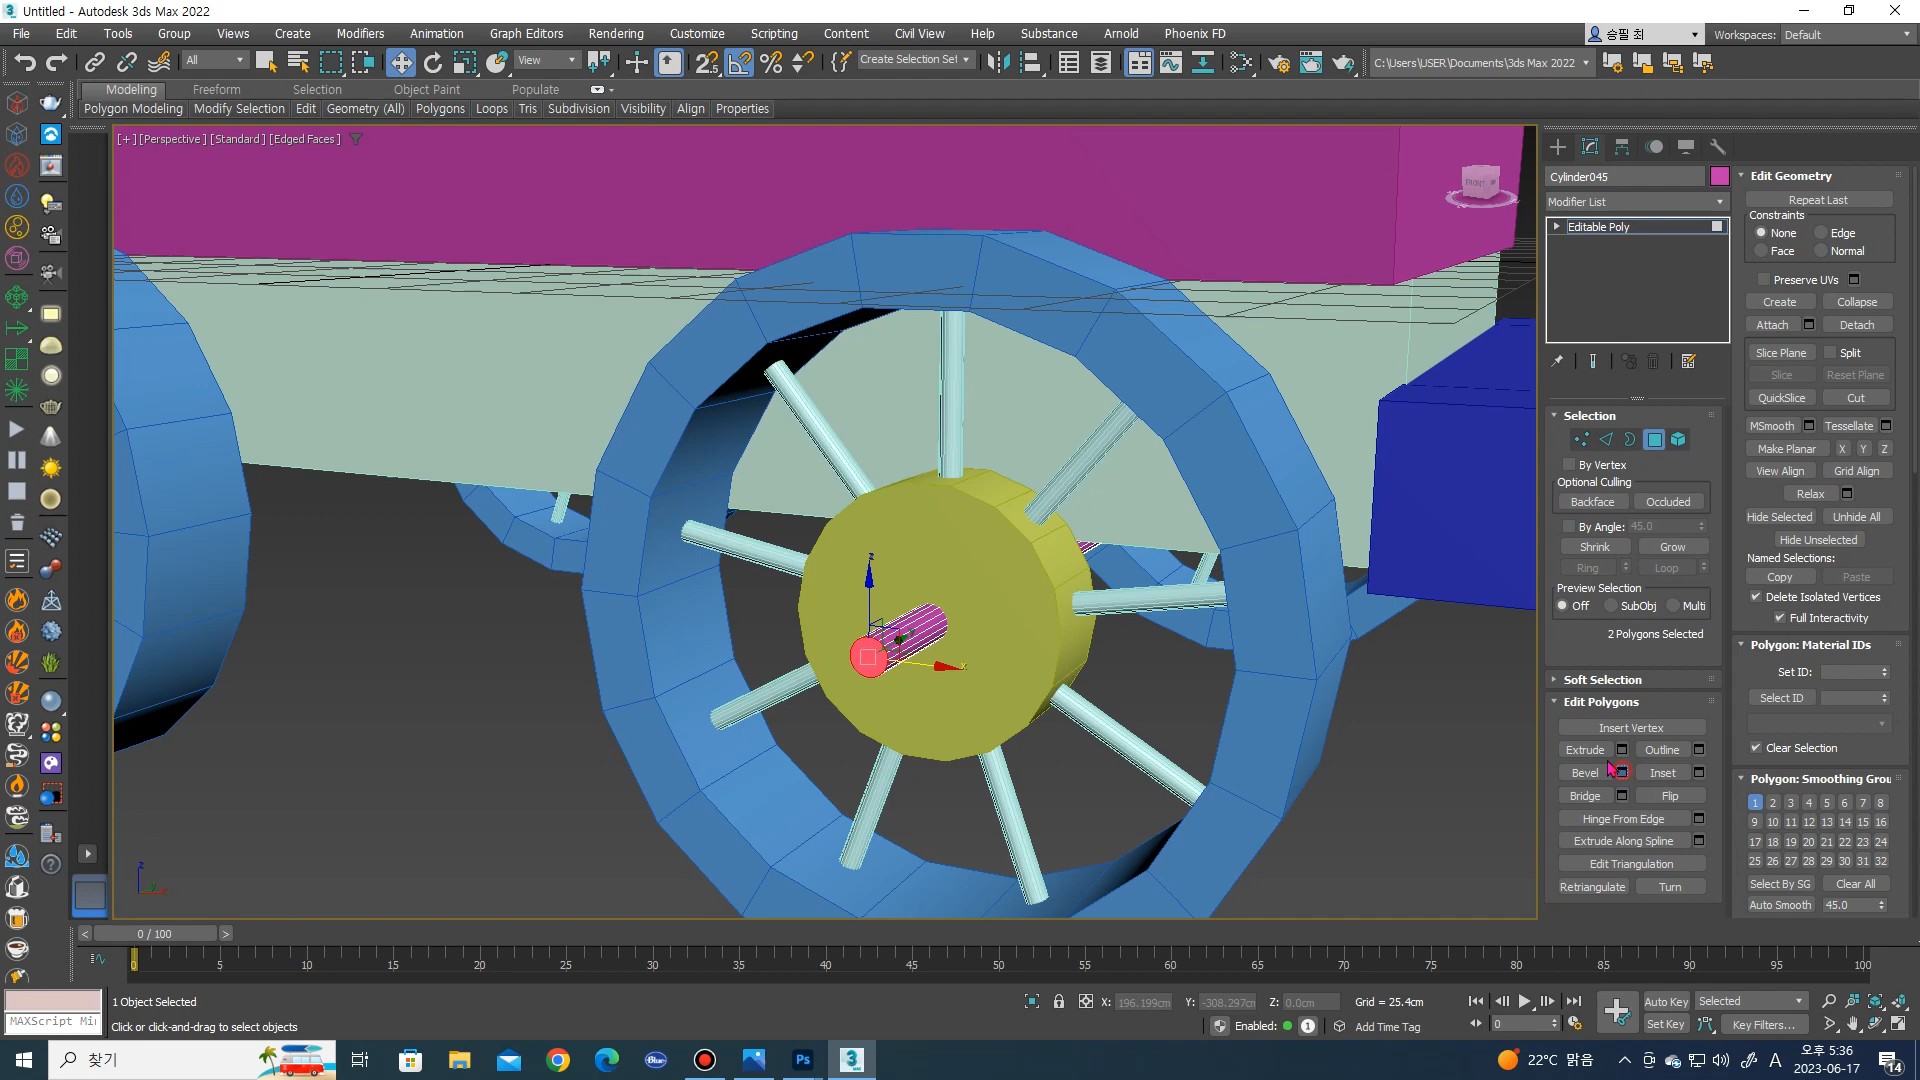 Untitled - Autodesk 3ds Max 2022
File Edit Tools Group Views Create Modifiers Animation Graph Editors Rendering Customize Scripting Content Civil View Help Substance Arnold Phoenix FD
승필 최 Workspaces: Default
All View Create Selection Set C:\Users\USER\Documents\3ds Max 2022
Modeling Freeform Selection Object Paint Populate
Polygon Modeling Modify Selection Edit Geometry (All) Polygons Loops Tris Subdivision Visibility Align Properties
[+] [Perspective] [Standard] [Edged Faces]
FRONT
Cylinder045
Modifier List
Editable Poly
Selection
By Vertex
Optional Culling
Backface Occluded
By Angle: 45.0
Shrink Grow
Ring Loop
Preview Selection
Off SubObj Multi
2 Polygons Selected
Soft Selection
Edit Polygons
Insert Vertex
Extrude Outline
Bevel Inset
Bridge Flip
Hinge From Edge
Extrude Along Spline
Edit Triangulation
Retriangulate Turn
Edit Geometry
Repeat Last
Constraints
None Edge
Face Normal
Preserve UVs
Create Collapse
Attach Detach
Slice Plane Split
Slice Reset Plane
QuickSlice Cut
MSmooth Tessellate
Make Planar X Y Z
View Align Grid Align
Relax
Hide Selected Unhide All
Hide Unselected
Named Selections:
Copy Paste
Delete Isolated Vertices
Full Interactivity
Polygon: Material IDs
Set ID:
Select ID
Clear Selection
Polygon: Smoothing Grou
1 2 3 4 5 6 7 8
9 10 11 12 13 14 15 16
17 18 19 20 21 22 23 24
25 26 27 28 29 30 31 32
Select By SG Clear All
Auto Smooth 45.0
z
x
z
< 0 / 100 >
0 5 10 15 20 25 30 35 40 45 50 55 60 65 70 75 80 85 90 95 100
1 Object Selected X: 196.199cm Y: -308.297cm Z: 0.0cm Grid = 25.4cm Auto Key Selected
MAXScript Mi Click or click-and-drag to select objects Enabled: 1 Add Time Tag 0 Set Key Key Filters...
찾기 Blue Ps 3 22°C 맑음 A 오후 5:36
2023-06-17 14